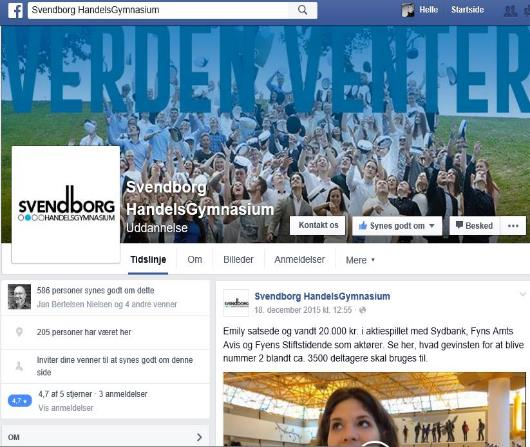 Svendborg HandelsGymnasium
Helle Startside
VERDEN VENTER
SVENDBORG
HANDELSGYMNASIUM
Svendborg
HandelsGymnasium
Uddannelse
Kontakt os Synes godt om Besked ...
Tidslinje Om Billeder Anmeldelser Mere
586 personer synes godt om dette
Jan Bertelsen Nielsen og 4 andre venner
205 personer har været her
Inviter dine venner til at synes godt om denne
side
4,7 4,7 af 5 stjerner · 3 anmeldelser
Vis anmeldelser
OM
Svendborg HandelsGymnasium
18. december 2015 kl. 12:55 ·
Emily satsede og vandt 20.000 kr. i aktiespillet med Sydbank, Fyns Amts
Avis og Fyens Stiftstidende som aktører. Se her, hvad gevinsten for at blive
nummer 2 blandt ca. 3500 deltagere skal bruges til.